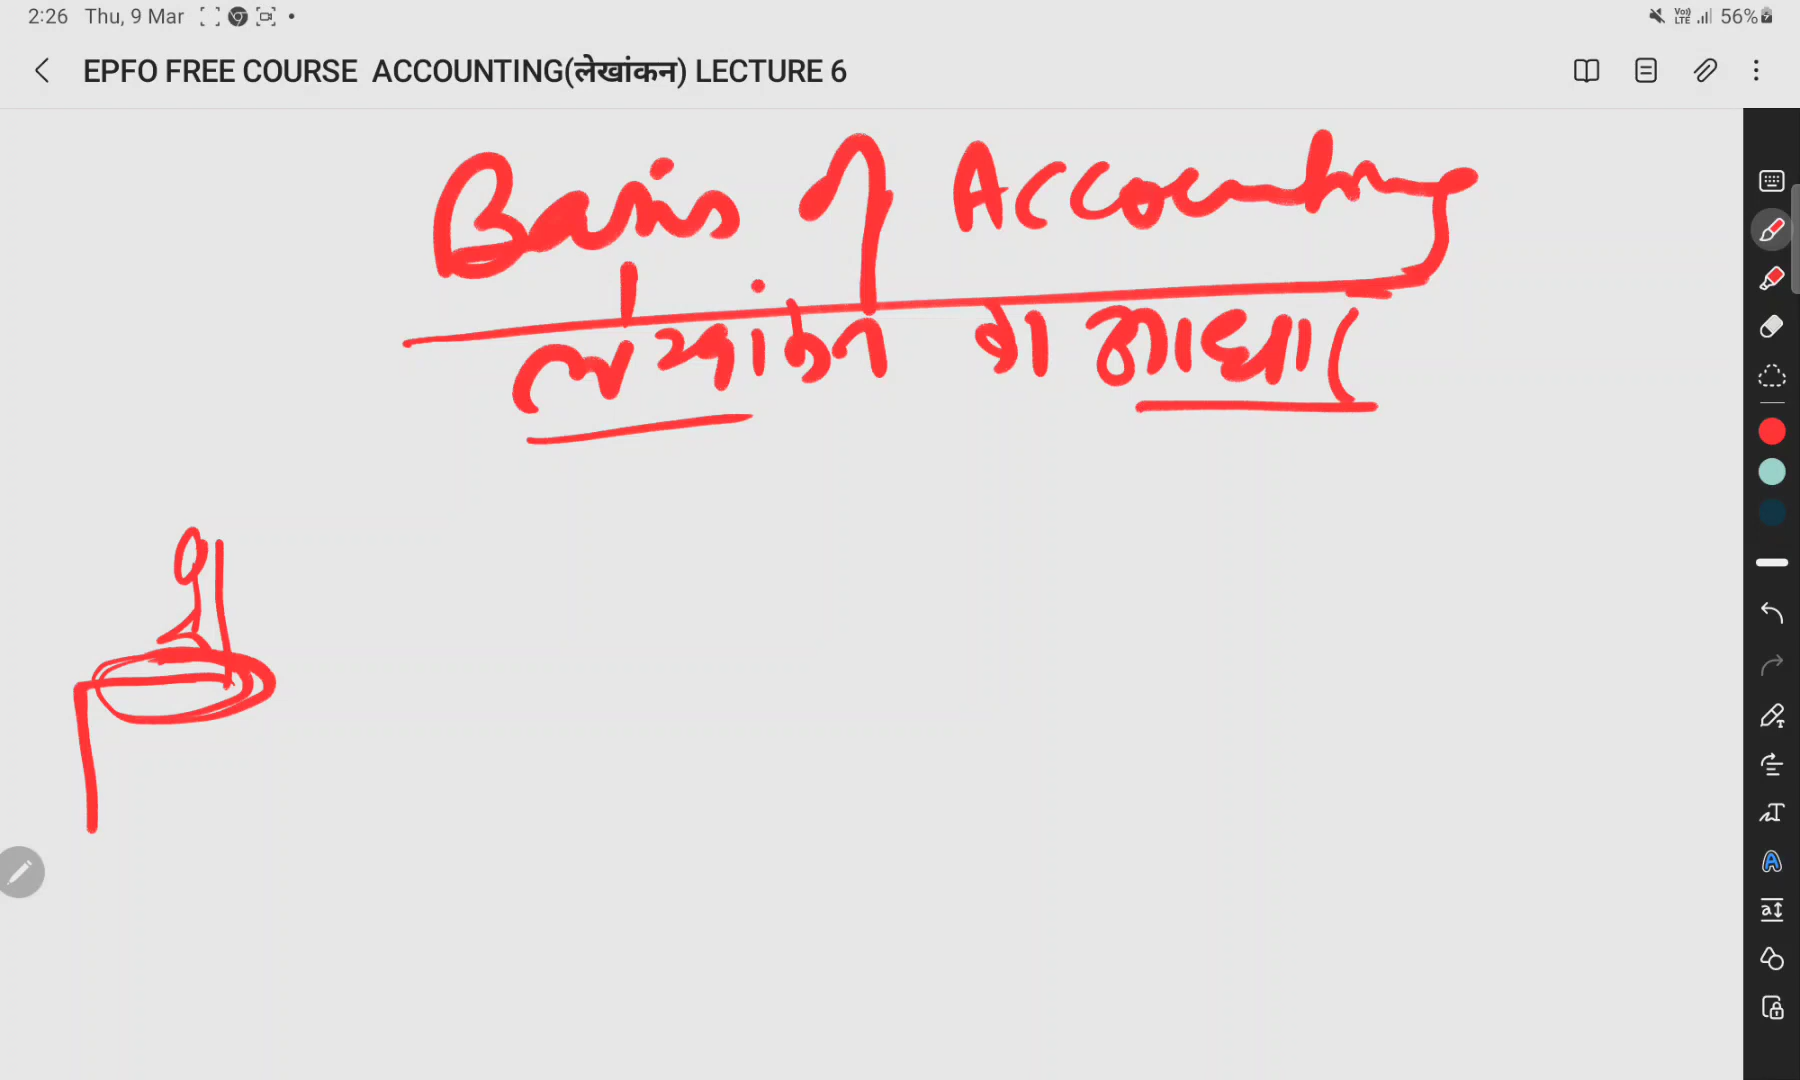 2:26 Thu, 9 Mar 56%
EPFO FREE COURSE ACCOUNTING(लेखांकन) LECTURE 6
Basis of Accounting
लेखांकन का आधार